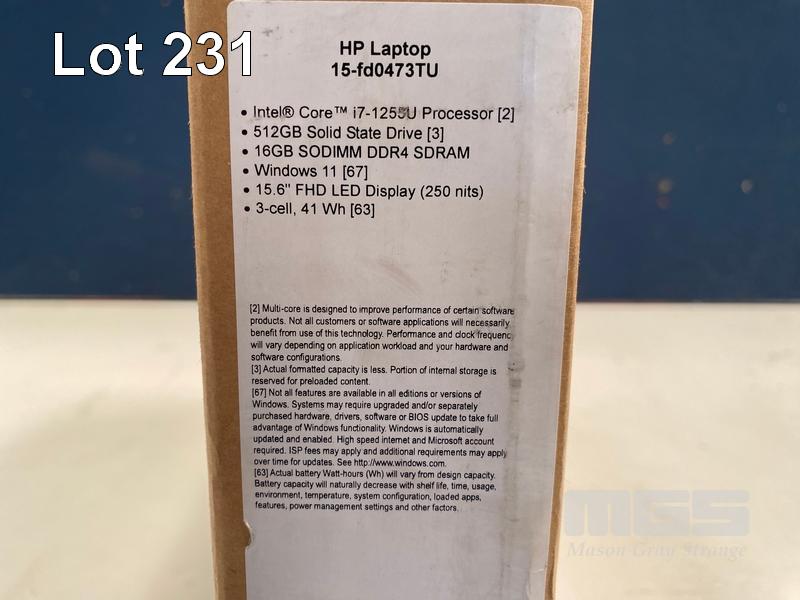 Lot 231
HP Laptop
15-fd0473TU
• Intel® Core™ i7-1255U Processor [2]
• 512GB Solid State Drive [3]
• 16GB SODIMM DDR4 SDRAM
• Windows 11 [67]
• 15.6" FHD LED Display (250 nits)
• 3-cell, 41 Wh [63]
[2] Multi-core is designed to improve performance of certain software
products. Not all customers or software applications will necessarily
benefit from use of this technology. Performance and clock frequenc
will vary depending on application workload and your hardware and
software configurations.
[3] Actual formatted capacity is less. Portion of internal storage is
reserved for preloaded content.
[67] Not all features are available in all editions or versions of
Windows. Systems may require upgraded and/or separately
purchased hardware, drivers, software or BIOS update to take full
advantage of Windows functionality. Windows is automatically
updated and enabled. High speed internet and Microsoft account
required. ISP fees may apply and additional requirements may apply
over time for updates. See http://www.windows.com.
[63] Actual battery Watt-hours (Wh) will vary from design capacity.
Battery capacity will naturally decrease with shelf life, time, usage,
environment, temperature, system configuration, loaded apps,
features, power management settings and other factors.
MGS
Mason Gray Strange